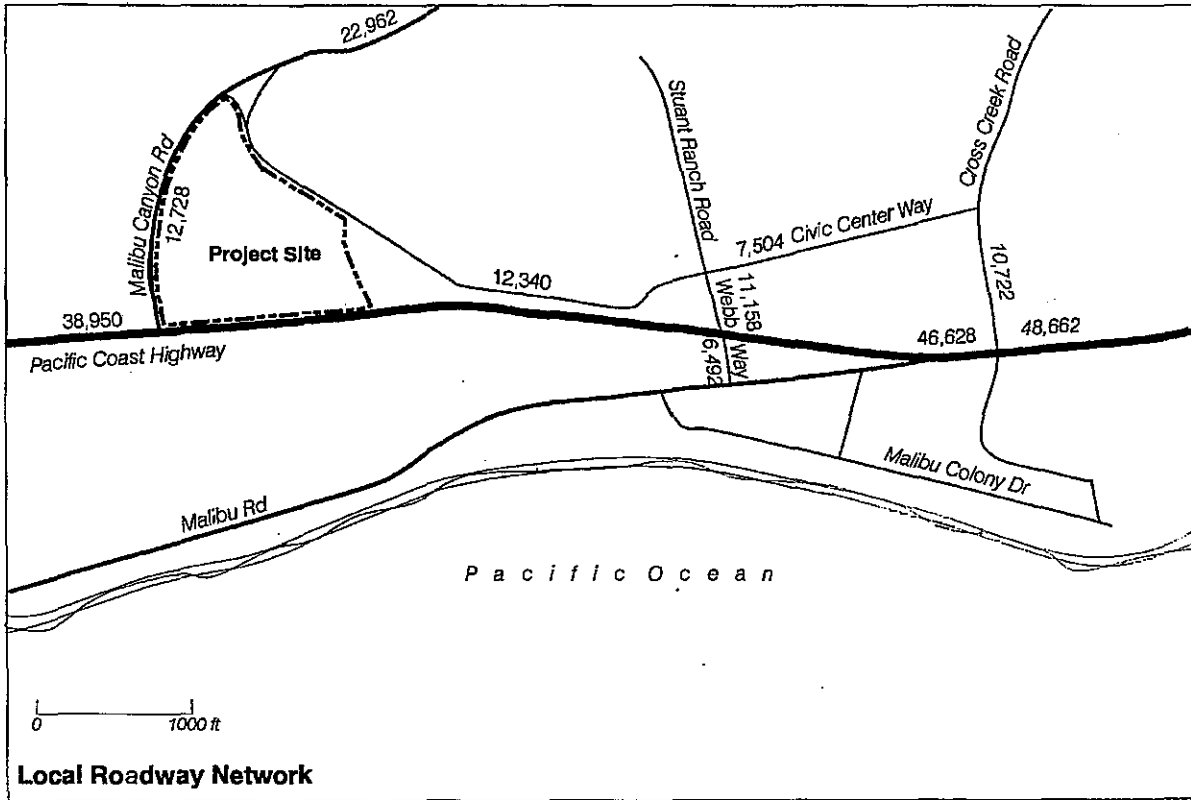 22,962
Malibu Canyon Rd
12,728
Project Site
Stuant Ranch Road
Cross Creek Road
7,504 Civic Center Way
12,340
11,158
Webb Way
6,492
10,722
38,950
46,628
48,662
Pacific Coast Highway
Malibu Colony Dr
Malibu Rd
Pacific Ocean
0
1000 ft
Local Roadway Network